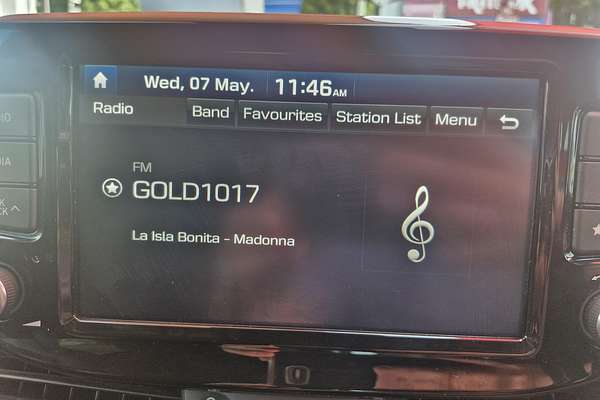 Wed, 07 May. 11:46AM
Radio Band Favourites Station List Menu
FM
GOLD1017
La Isla Bonita - Madonna